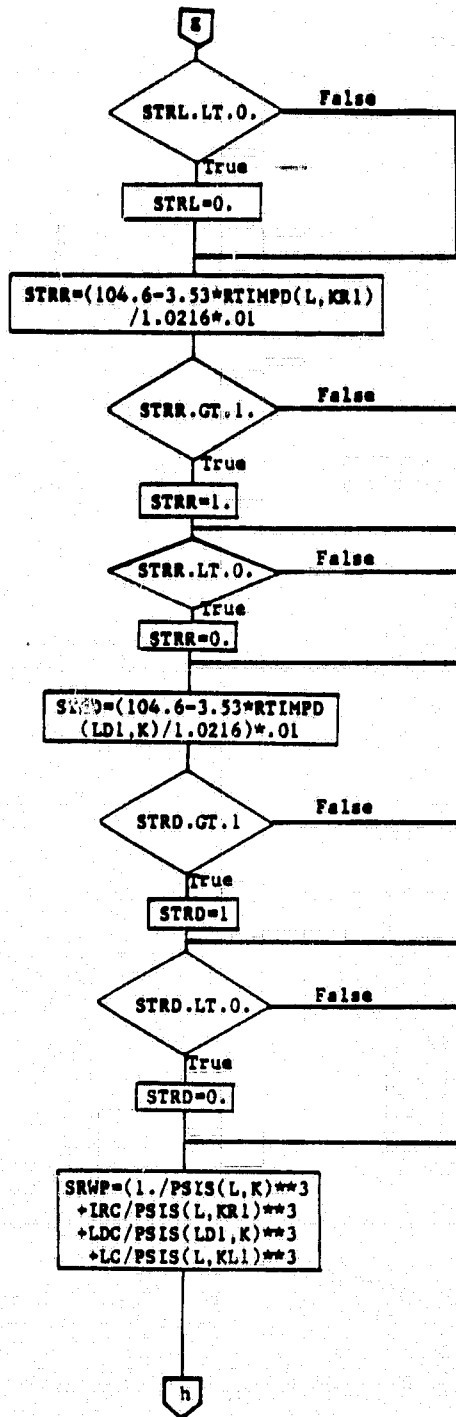 STRL.LT.0.
False
True
STRL=0.
STRR=(104.6-3.53*RTIMPD(L,KR1)
/1.0216*.01
STRR.GT.1.
False
True
STRR=1.
STRR.LT.0.
False
True
STRR=0.
(104.6-3.53*RTIMPD
(LD1,K)/1.0216)*.01
STRD.GT.1
False
True
STRD=1
STRD.LT.0.
False
True
STRD=0.
SRWP=(1./PSIS(L,K)**3
+IRC/PSIS(L,KR1)**3
+LDC/PSIS(LD1,K)**3
+LC/PSIS(L,KL1)**3
h